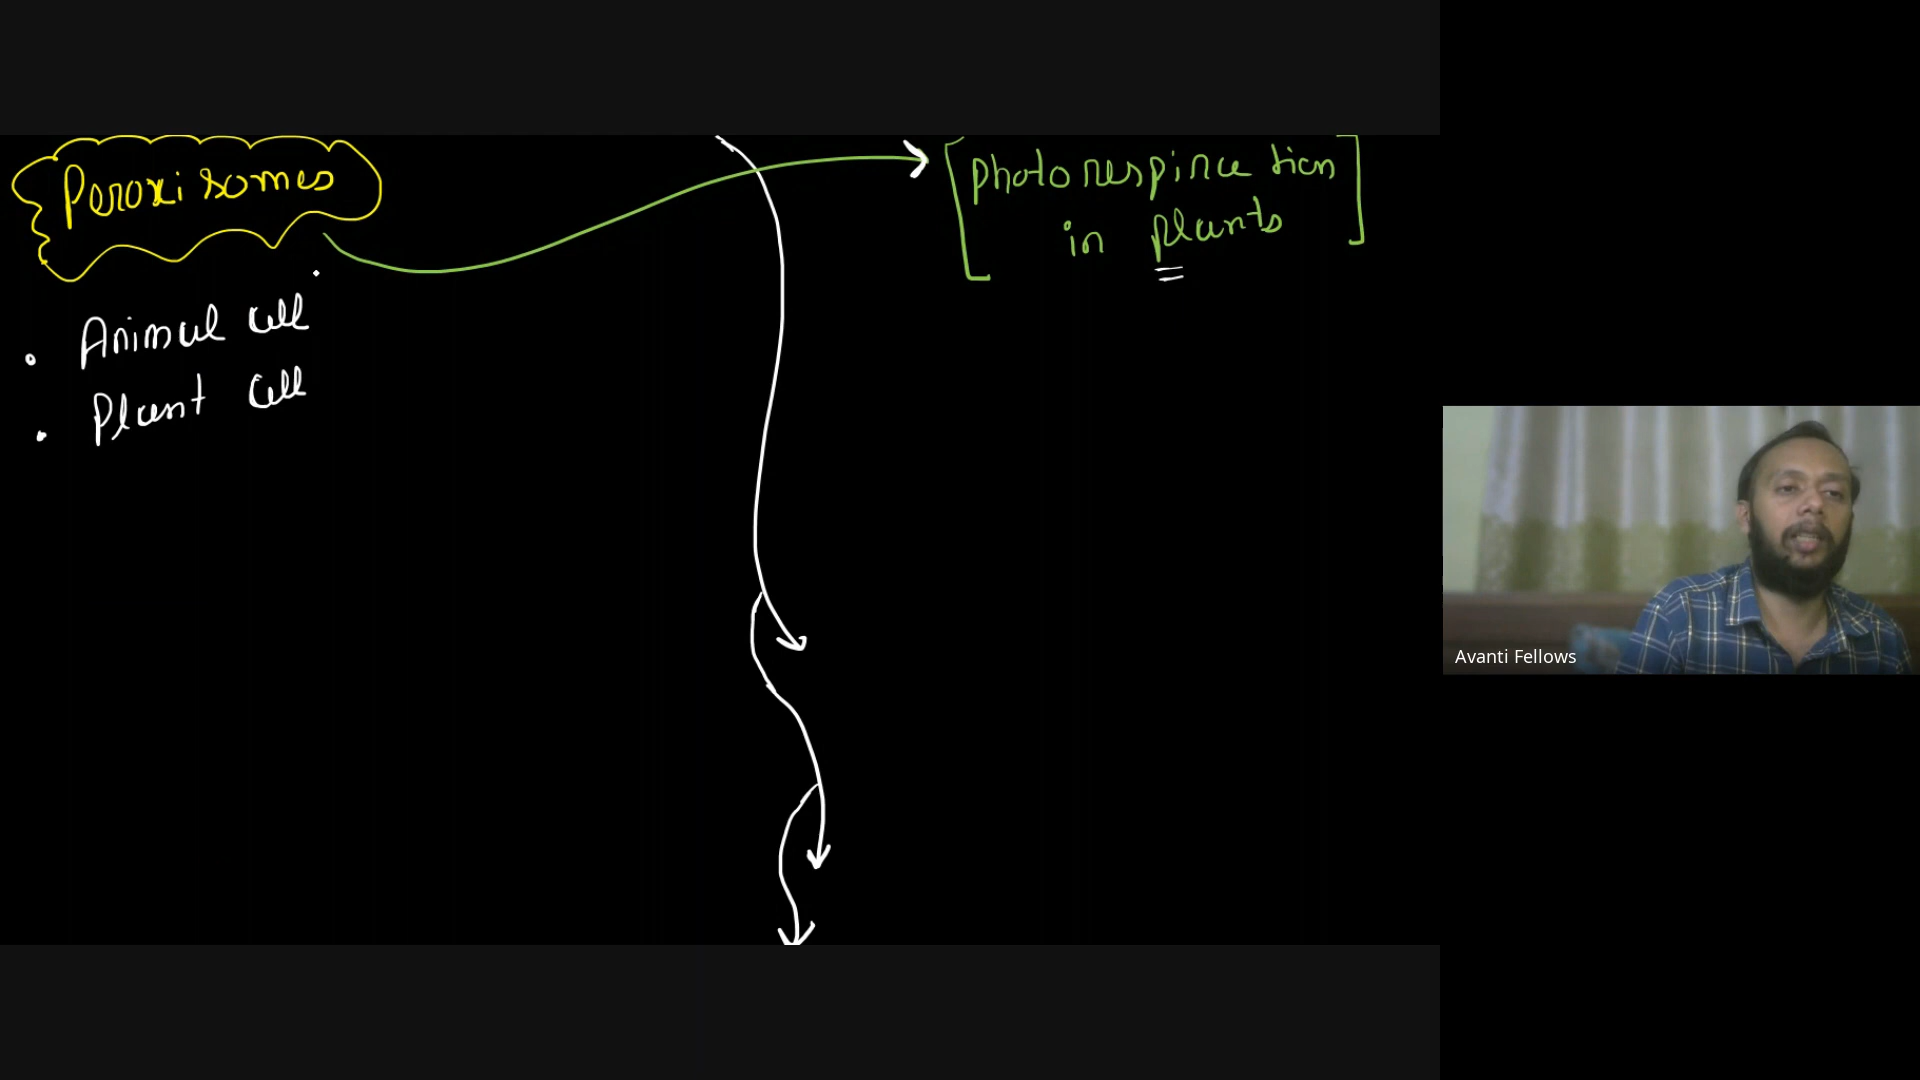 Peroxisomes
photorespiration
in plants
• Animal cell
• Plant cell
Avanti Fellows